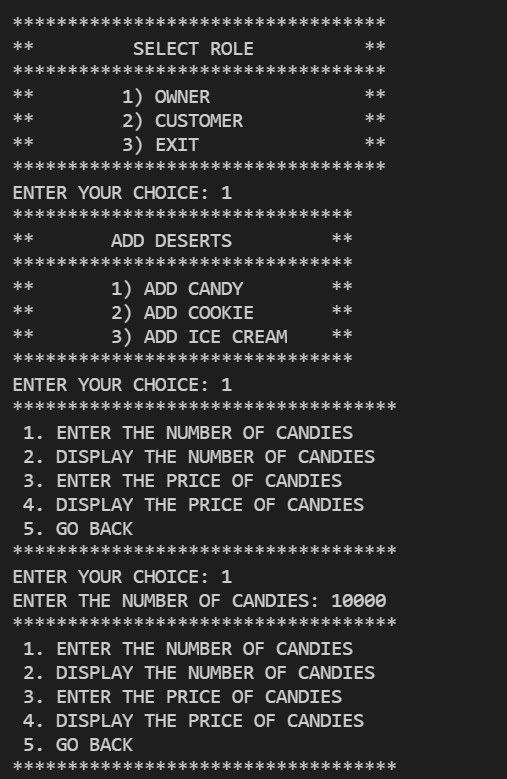 **********************************
**         SELECT ROLE          **
**********************************
**        1) OWNER              **
**        2) CUSTOMER           **
**        3) EXIT               **
**********************************
ENTER YOUR CHOICE: 1
*******************************
**       ADD DESERTS         **
*******************************
**       1) ADD CANDY        **
**       2) ADD COOKIE       **
**       3) ADD ICE CREAM    **
*******************************
ENTER YOUR CHOICE: 1
***********************************
 1. ENTER THE NUMBER OF CANDIES
 2. DISPLAY THE NUMBER OF CANDIES
 3. ENTER THE PRICE OF CANDIES
 4. DISPLAY THE PRICE OF CANDIES
 5. GO BACK
***********************************
ENTER YOUR CHOICE: 1
ENTER THE NUMBER OF CANDIES: 10000
***********************************
 1. ENTER THE NUMBER OF CANDIES
 2. DISPLAY THE NUMBER OF CANDIES
 3. ENTER THE PRICE OF CANDIES
 4. DISPLAY THE PRICE OF CANDIES
 5. GO BACK
***********************************